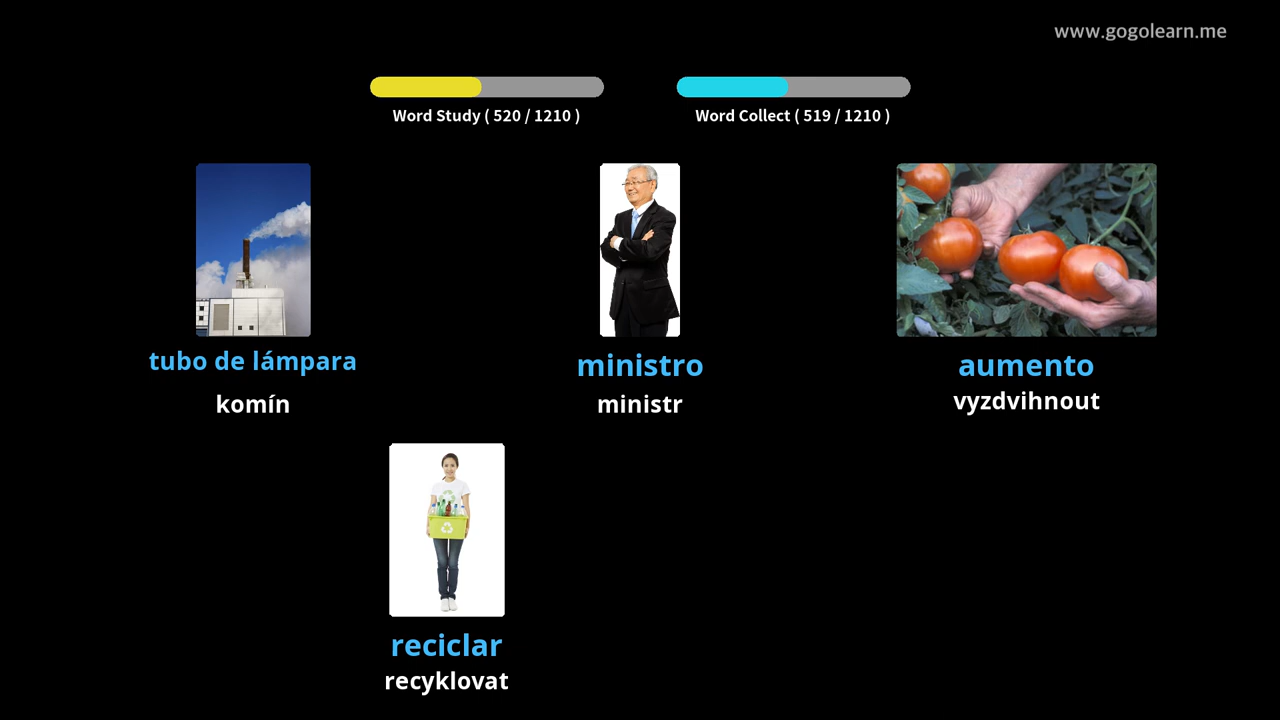 www.gogolearn.me
Word Study ( 520 / 1210 )
Word Collect ( 519 / 1210 )
tubo de lámpara
komín
ministro
ministr
aumento
vyzdvihnout
reciclar
recyklovat